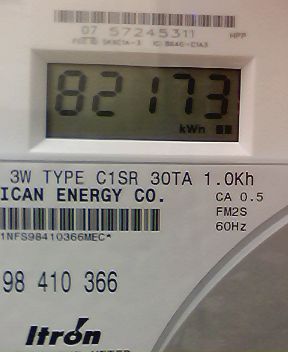 07 57245311
HPP
82173
kWh
3W TYPE C1SR 30TA 1.0Kh
ICAN ENERGY CO.
CA 0.5
FM2S
60Hz
1NFS98410366MEC*
98 410 366
Itron